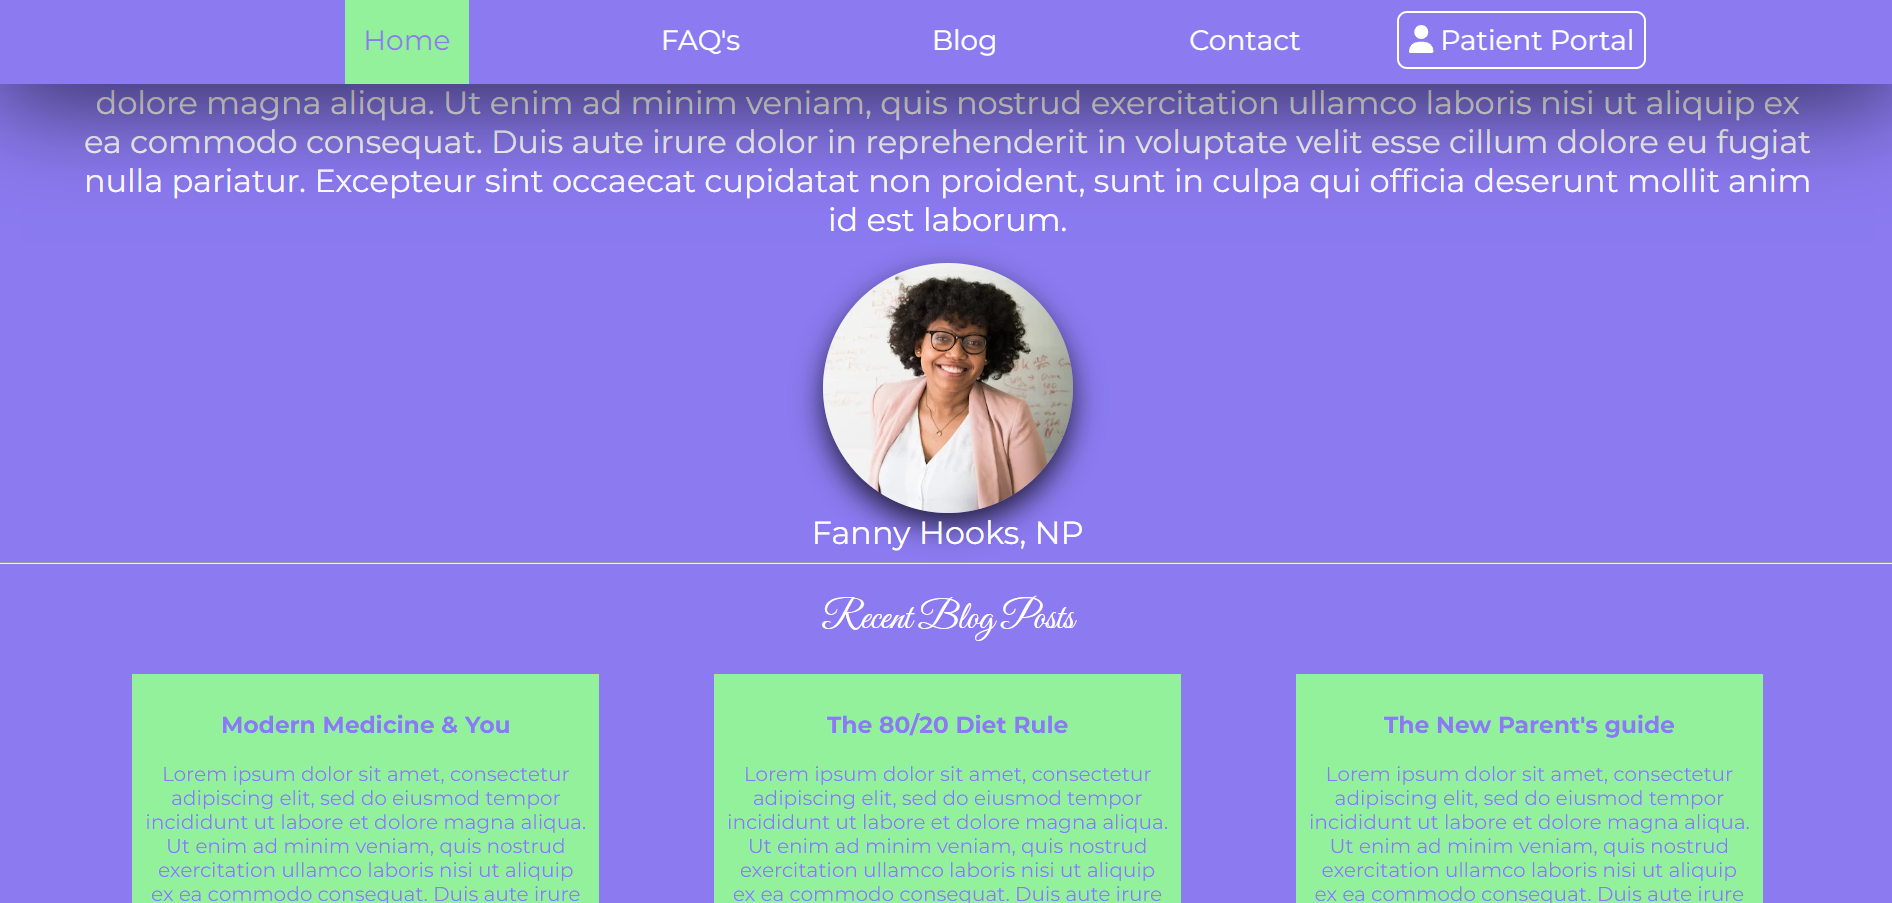 Home FAQ's Blog Contact Patient Portal
dolore magna aliqua. Ut enim ad minim veniam, quis nostrud exercitation ullamco laboris nisi ut aliquip ex
ea commodo consequat. Duis aute irure dolor in reprehenderit in voluptate velit esse cillum dolore eu fugiat
nulla pariatur. Excepteur sint occaecat cupidatat non proident, sunt in culpa qui officia deserunt mollit anim
id est laborum.
Fanny Hooks, NP
Recent Blog Posts
Modern Medicine & You
Lorem ipsum dolor sit amet, consectetur
adipiscing elit, sed do eiusmod tempor
incididunt ut labore et dolore magna aliqua.
Ut enim ad minim veniam, quis nostrud
exercitation ullamco laboris nisi ut aliquip
ex ea commodo consequat. Duis aute irure
The 80/20 Diet Rule
Lorem ipsum dolor sit amet, consectetur
adipiscing elit, sed do eiusmod tempor
incididunt ut labore et dolore magna aliqua.
Ut enim ad minim veniam, quis nostrud
exercitation ullamco laboris nisi ut aliquip
ex ea commodo consequat. Duis aute irure
The New Parent's guide
Lorem ipsum dolor sit amet, consectetur
adipiscing elit, sed do eiusmod tempor
incididunt ut labore et dolore magna aliqua.
Ut enim ad minim veniam, quis nostrud
exercitation ullamco laboris nisi ut aliquip
ex ea commodo consequat. Duis aute irure